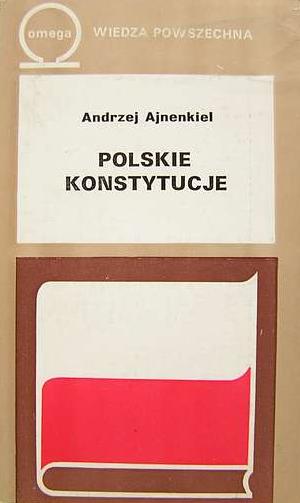 omega
WIEDZA POWSZECHNA
Andrzej Ajnenkiel
POLSKIE
KONSTYTUCJE